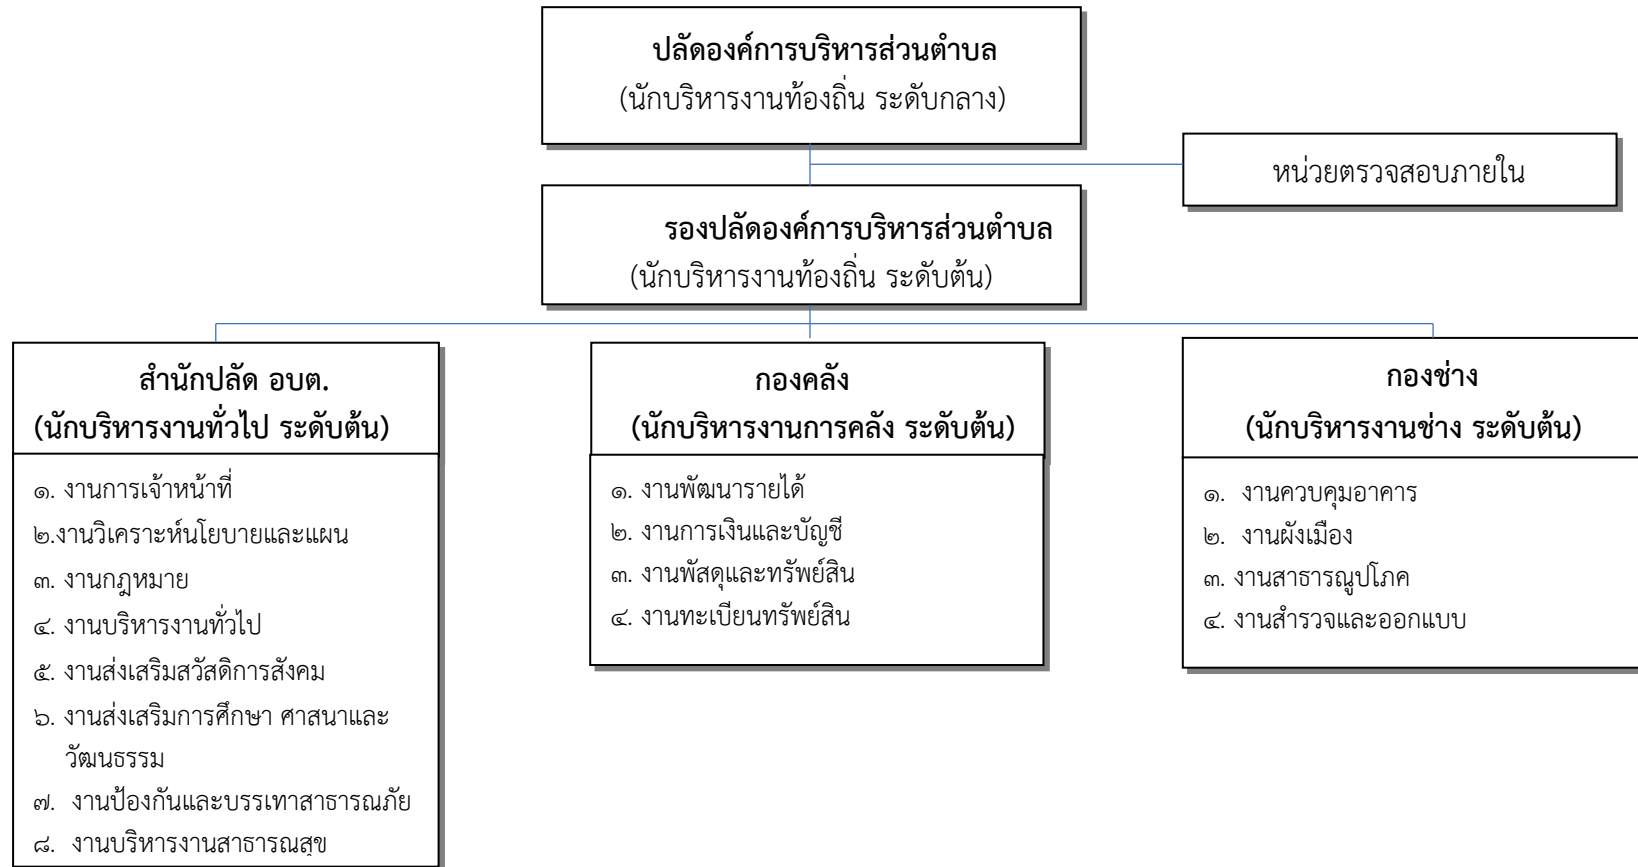 ปลัดองค์การบริหารส่วนตำบล
(นักบริหารงานท้องถิ่น ระดับกลาง)
หน่วยตรวจสอบภายใน
รองปลัดองค์การบริหารส่วนตำบล
(นักบริหารงานท้องถิ่น ระดับต้น)
สำนักปลัด อบต.
(นักบริหารงานทั่วไป ระดับต้น)
๑. งานการเจ้าหน้าที่
๒.งานวิเคราะห์นโยบายและแผน
๓. งานกฎหมาย
๔. งานบริหารงานทั่วไป
๕. งานส่งเสริมสวัสดิการสังคม
๖. งานส่งเสริมการศึกษา ศาสนาและ
วัฒนธรรม
๗. งานป้องกันและบรรเทาสาธารณภัย
๘. งานบริหารงานสาธารณสุข
กองคลัง
(นักบริหารงานการคลัง ระดับต้น)
๑. งานพัฒนารายได้
๒. งานการเงินและบัญชี
๓. งานพัสดุและทรัพย์สิน
๔. งานทะเบียนทรัพย์สิน
กองช่าง
(นักบริหารงานช่าง ระดับต้น)
๑. งานควบคุมอาคาร
๒. งานผังเมือง
๓. งานสาธารณูปโภค
๔. งานสำรวจและออกแบบ